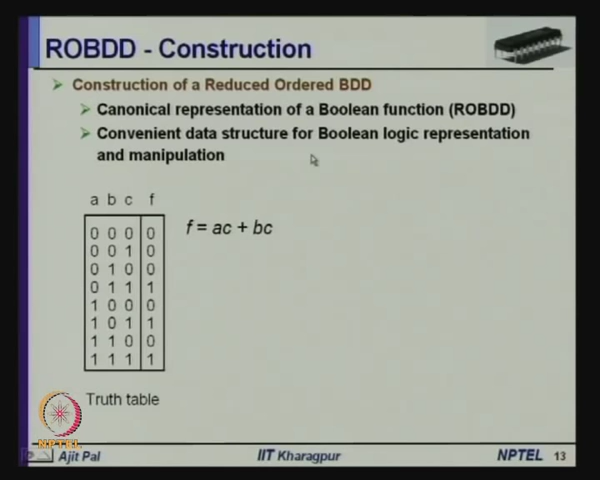 ROBDD - Construction
Construction of a Reduced Ordered BDD
Canonical representation of a Boolean function (ROBDD)
Convenient data structure for Boolean logic representation
and manipulation
a b c f
0 0 0 0
0 0 1 0
0 1 0 0
0 1 1 1
1 0 0 0
1 0 1 1
1 1 0 0
1 1 1 1
f = ac + bc
Truth table
NPTEL
Ajit Pal IIT Kharagpur NPTEL 13